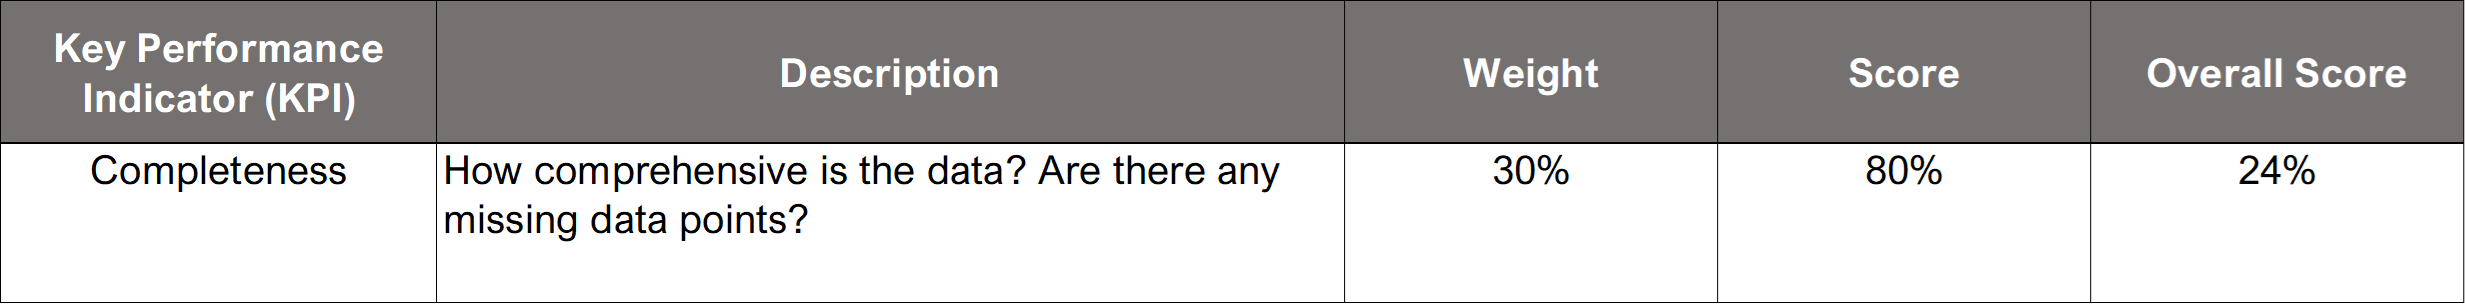 Key Performance
Indicator (KPI)
Description
Weight
Score
Overall Score
Completeness
How comprehensive is the data? Are there any
missing data points?
30%
80%
24%